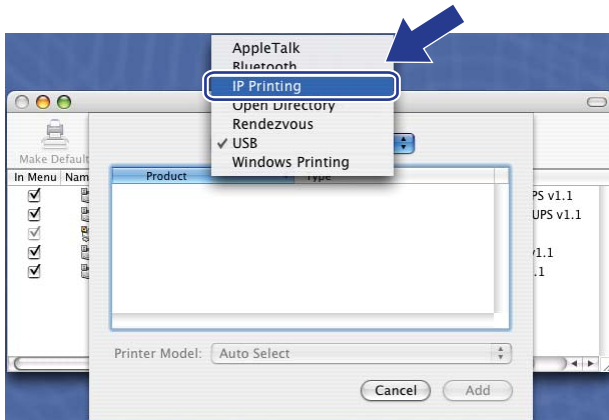 AppleTalk
Bluetooth
IP Printing
Open Directory
Rendezvous
✓ USB
Windows Printing
Make Default
In Menu Nam
Product Type
PS v1.1
UPS v1.1
v1.1
.1
Printer Model: Auto Select
Cancel Add